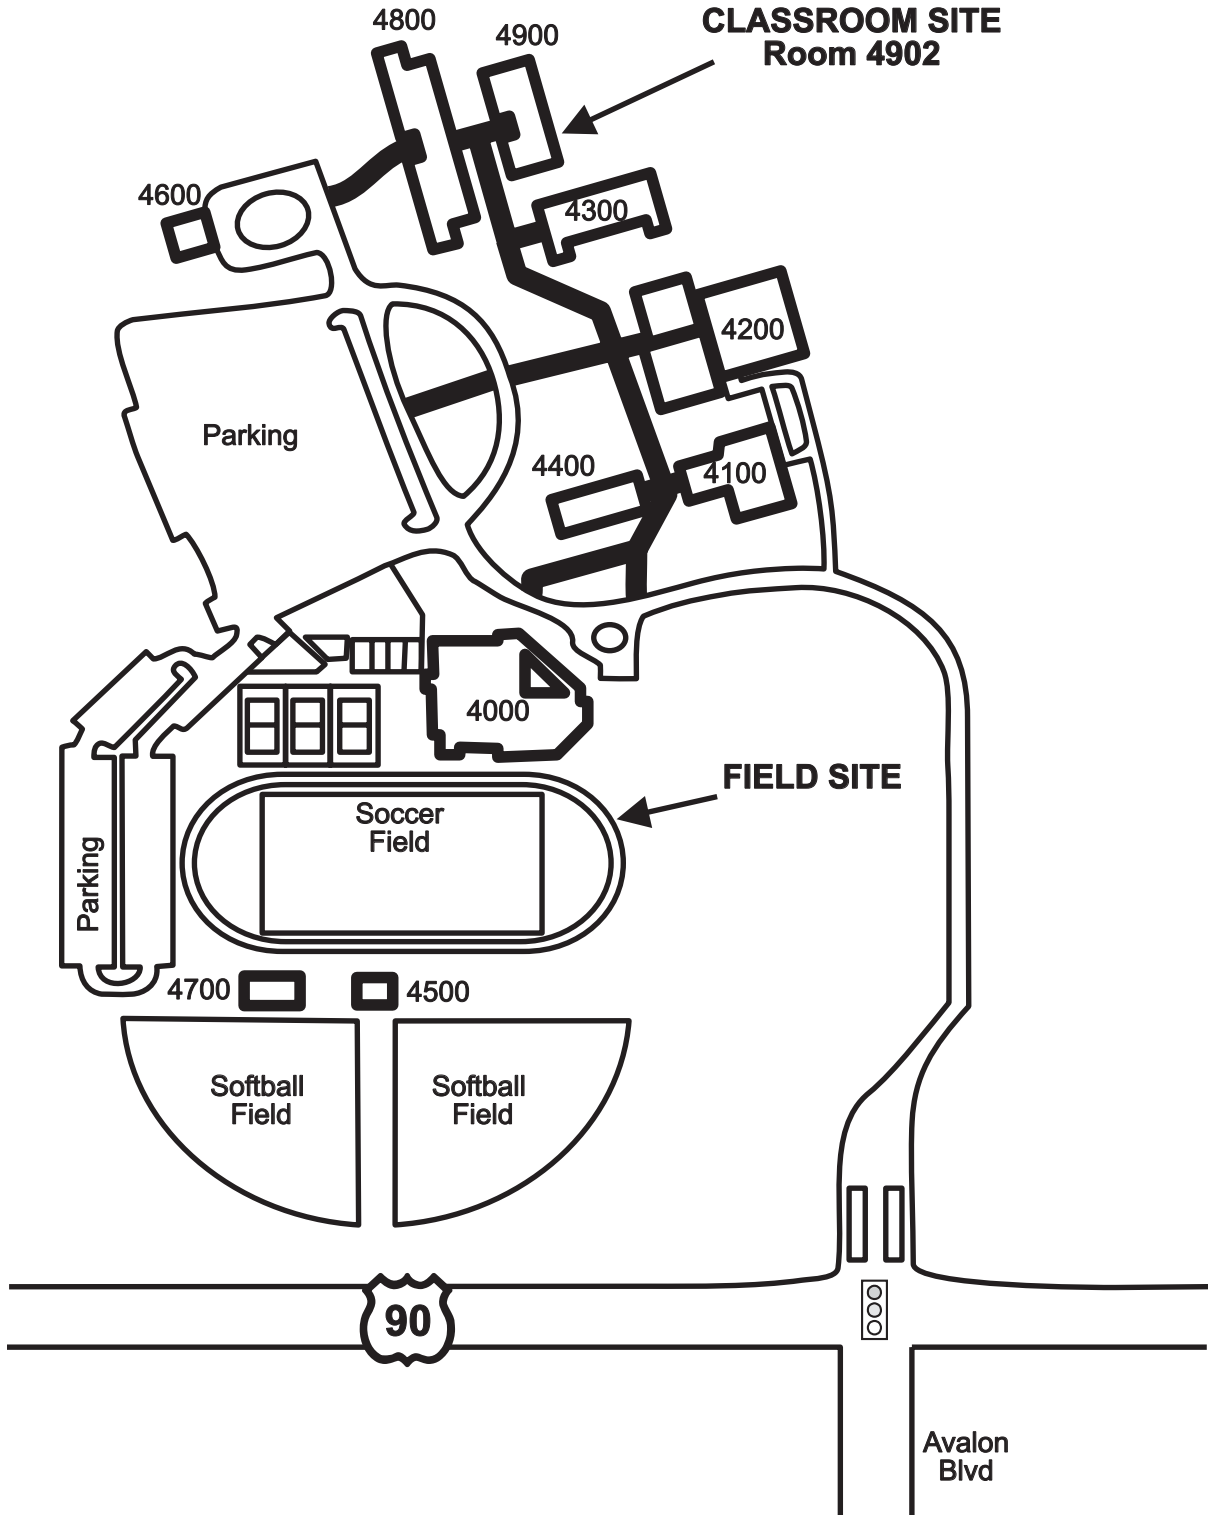 4800
CLASSROOM SITE
4900
Room 4902
4600
4300
4200
Parking
4400
4100
4000
FIELD SITE
Soccer
Field
Parking
4700
4500
Softball
Field
Softball
Field
90
Avalon
Blvd